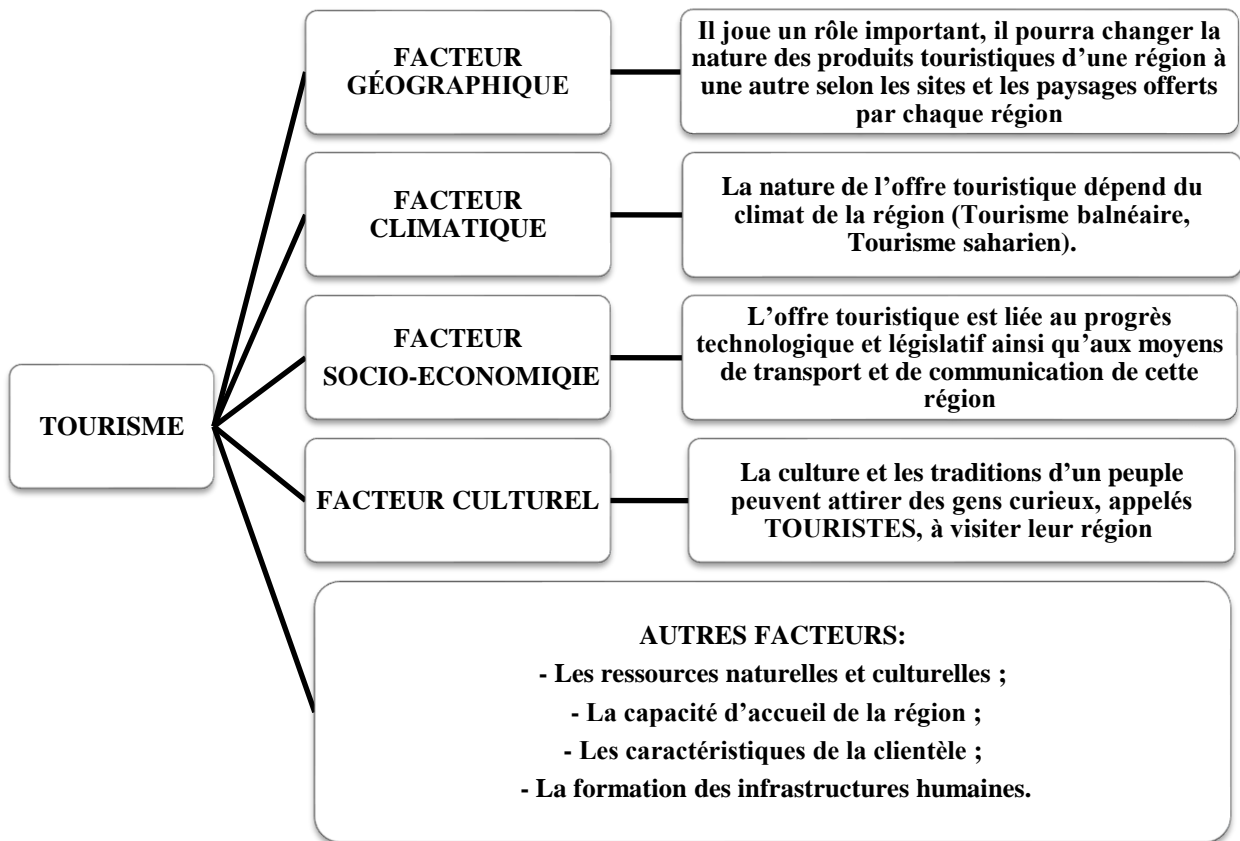 TOURISME
FACTEUR
GÉOGRAPHIQUE
Il joue un rôle important, il pourra changer la
nature des produits touristiques d’une région à
une autre selon les sites et les paysages offerts
par chaque région
FACTEUR
CLIMATIQUE
La nature de l’offre touristique dépend du
climat de la région (Tourisme balnéaire,
Tourisme saharien).
FACTEUR
SOCIO-ECONOMIQIE
L’offre touristique est liée au progrès
technologique et législatif ainsi qu’aux moyens
de transport et de communication de cette
région
FACTEUR CULTUREL
La culture et les traditions d’un peuple
peuvent attirer des gens curieux, appelés
TOURISTES, à visiter leur région
AUTRES FACTEURS:
- Les ressources naturelles et culturelles ;
- La capacité d’accueil de la région ;
- Les caractéristiques de la clientèle ;
- La formation des infrastructures humaines.